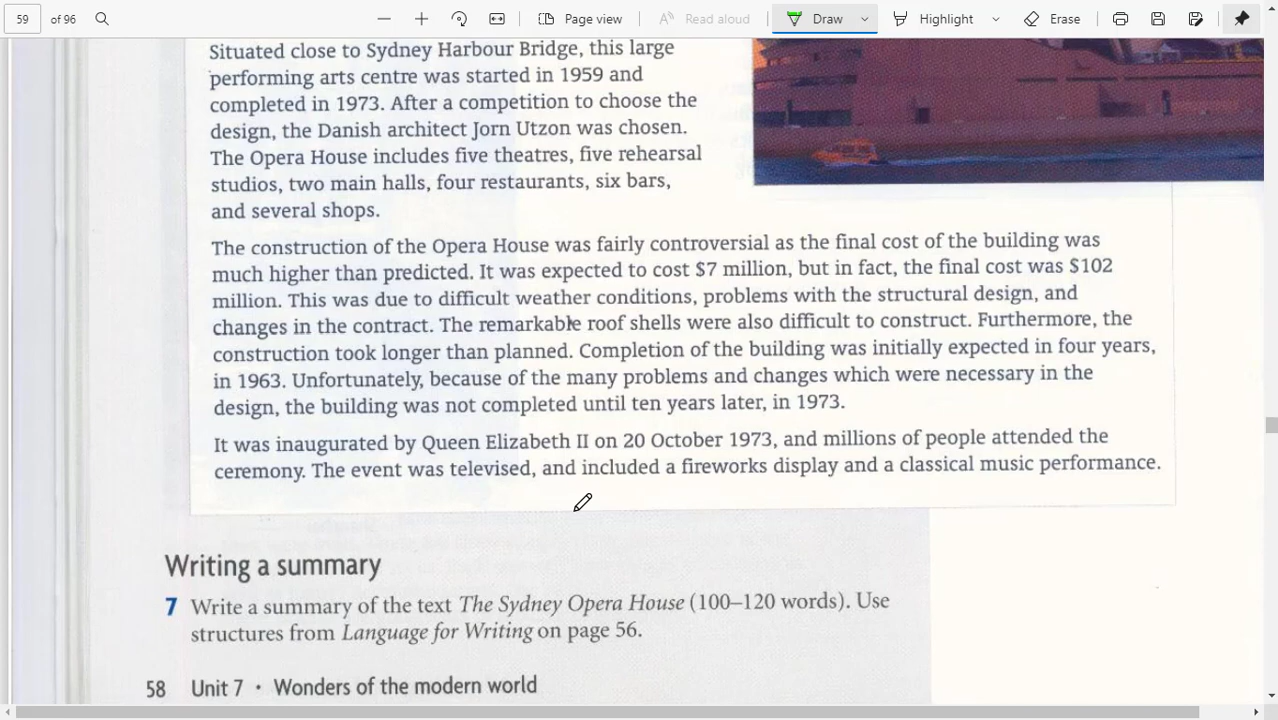 59 of 96 Page view Read aloud Draw Highlight Erase
Situated close to Sydney Harbour Bridge, this large
performing arts centre was started in 1959 and
completed in 1973. After a competition to choose the
design, the Danish architect Jorn Utzon was chosen.
The Opera House includes five theatres, five rehearsal
studios, two main halls, four restaurants, six bars,
and several shops.
The construction of the Opera House was fairly controversial as the final cost of the building was
much higher than predicted. It was expected to cost $7 million, but in fact, the final cost was $102
million. This was due to difficult weather conditions, problems with the structural design, and
changes in the contract. The remarkable roof shells were also difficult to construct. Furthermore, the
construction took longer than planned. Completion of the building was initially expected in four years,
in 1963. Unfortunately, because of the many problems and changes which were necessary in the
design, the building was not completed until ten years later, in 1973.
It was inaugurated by Queen Elizabeth II on 20 October 1973, and millions of people attended the
ceremony. The event was televised, and included a fireworks display and a classical music performance.
Writing a summary
7 Write a summary of the text The Sydney Opera House (100–120 words). Use
structures from Language for Writing on page 56.
58 Unit 7 • Wonders of the modern world